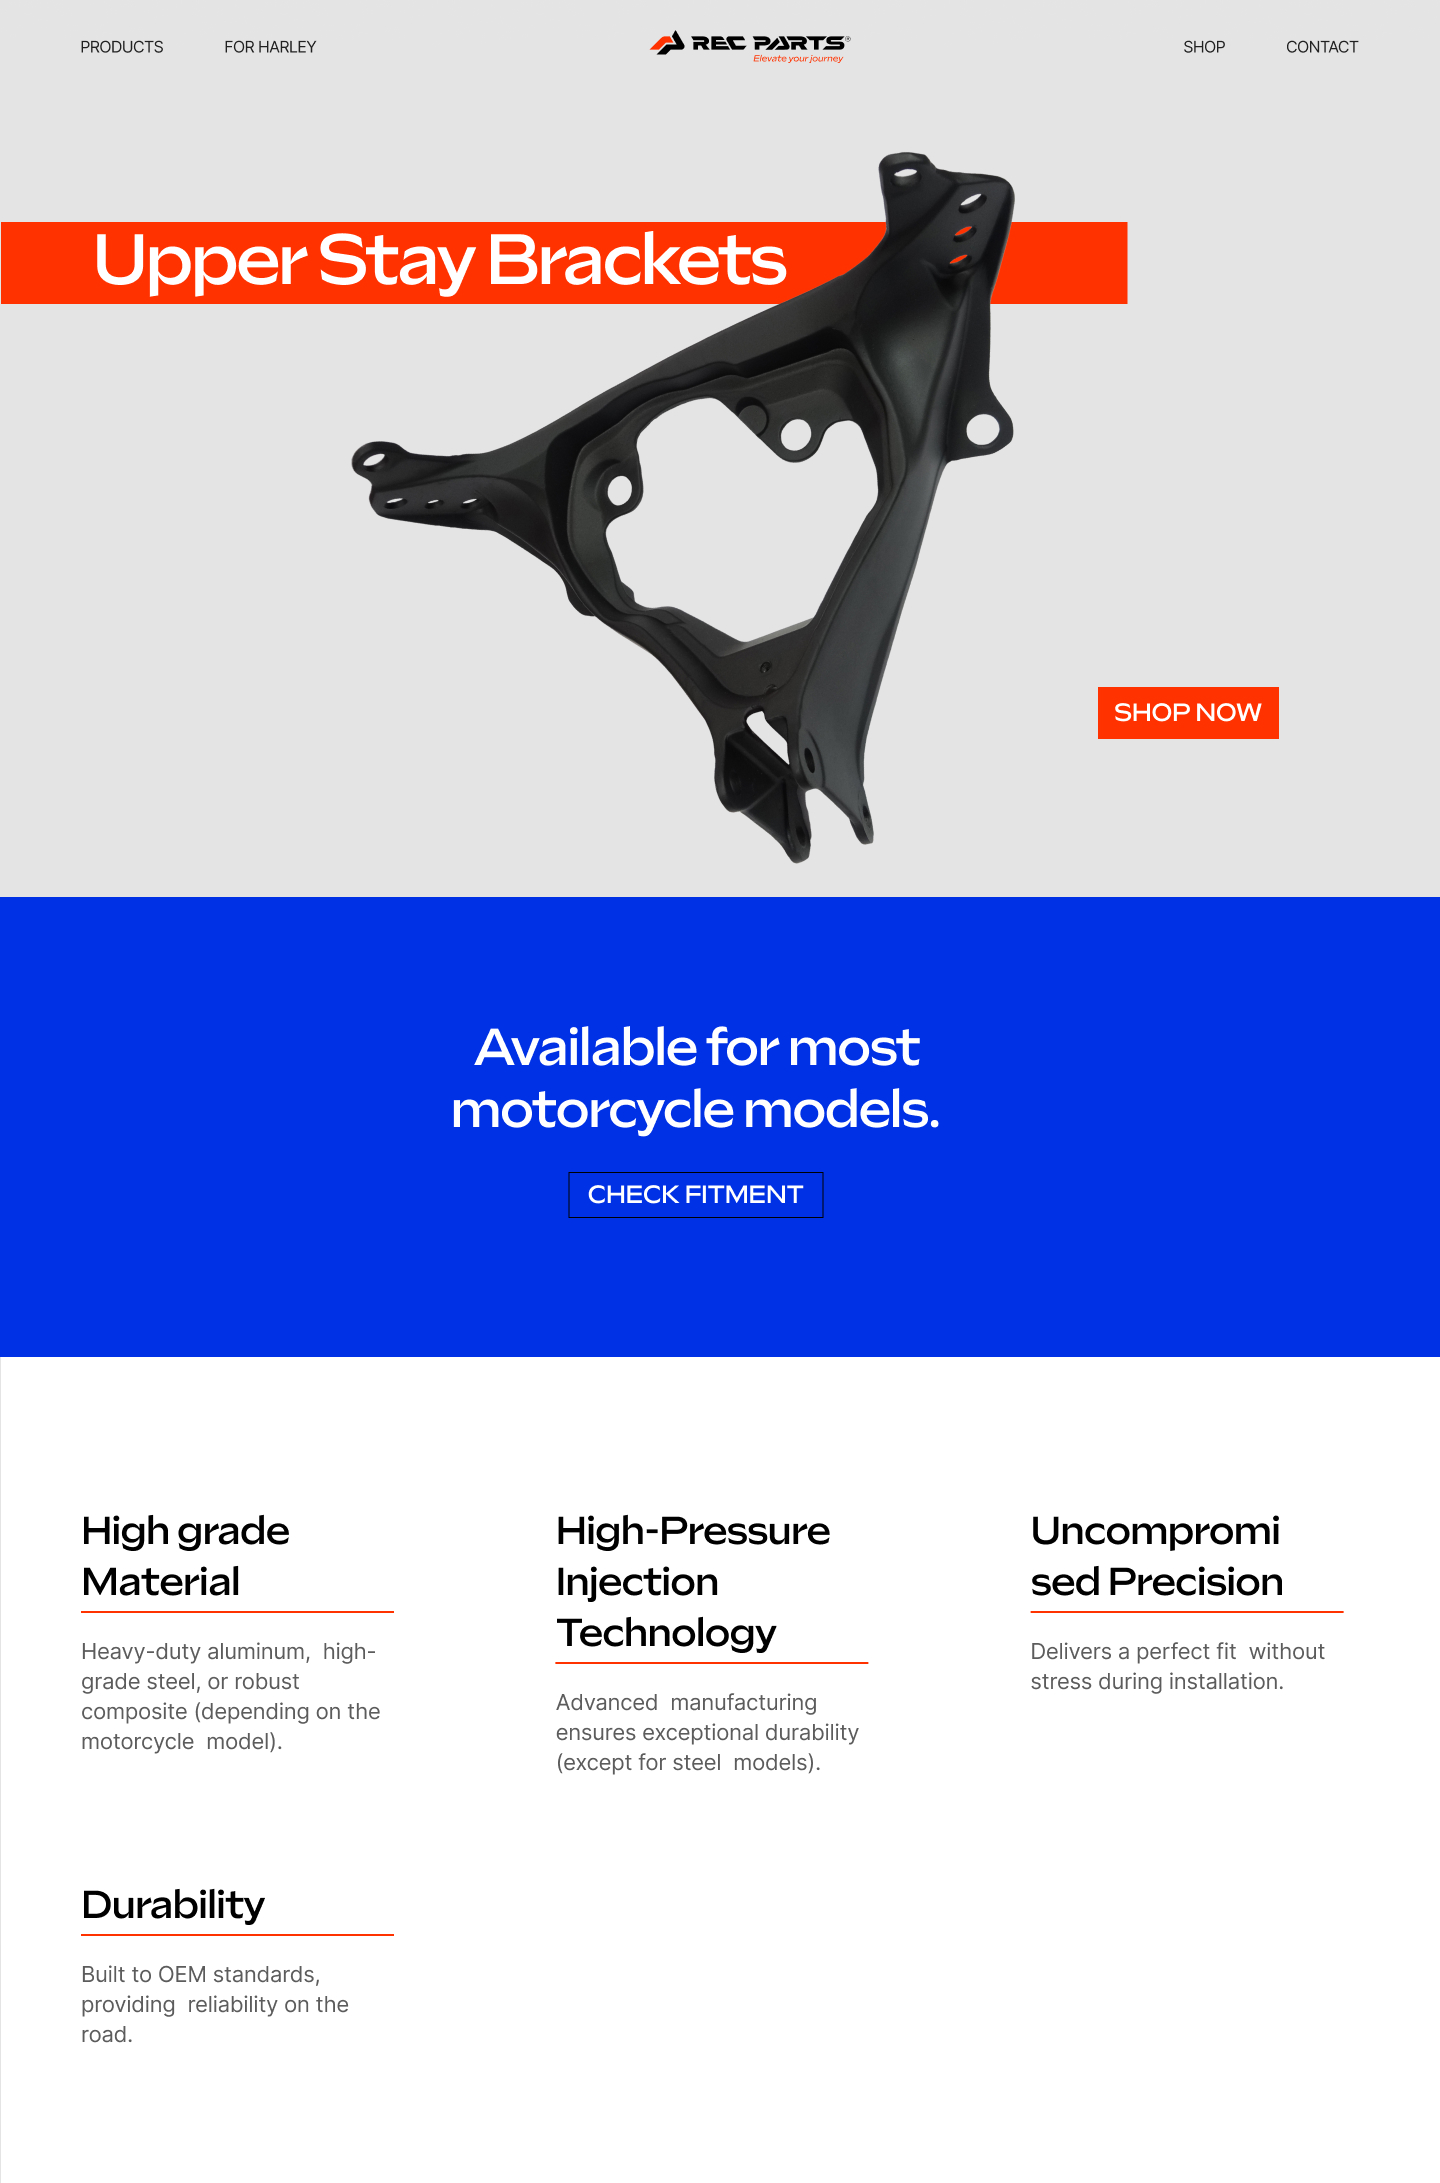 PRODUCTS
FOR HARLEY
REC PARTS®
Elevate your journey
SHOP
CONTACT
Upper Stay Brackets
SHOP NOW
Available for most
motorcycle models.
CHECK FITMENT
High grade
Material
Heavy-duty aluminum,  high-
grade steel, or robust
composite (depending on the
motorcycle  model).
High-Pressure
Injection
Technology
Advanced  manufacturing
ensures exceptional durability
(except for steel  models).
Uncompromi
sed Precision
Delivers a perfect fit  without
stress during installation.
Durability
Built to OEM standards,
providing  reliability on the
road.